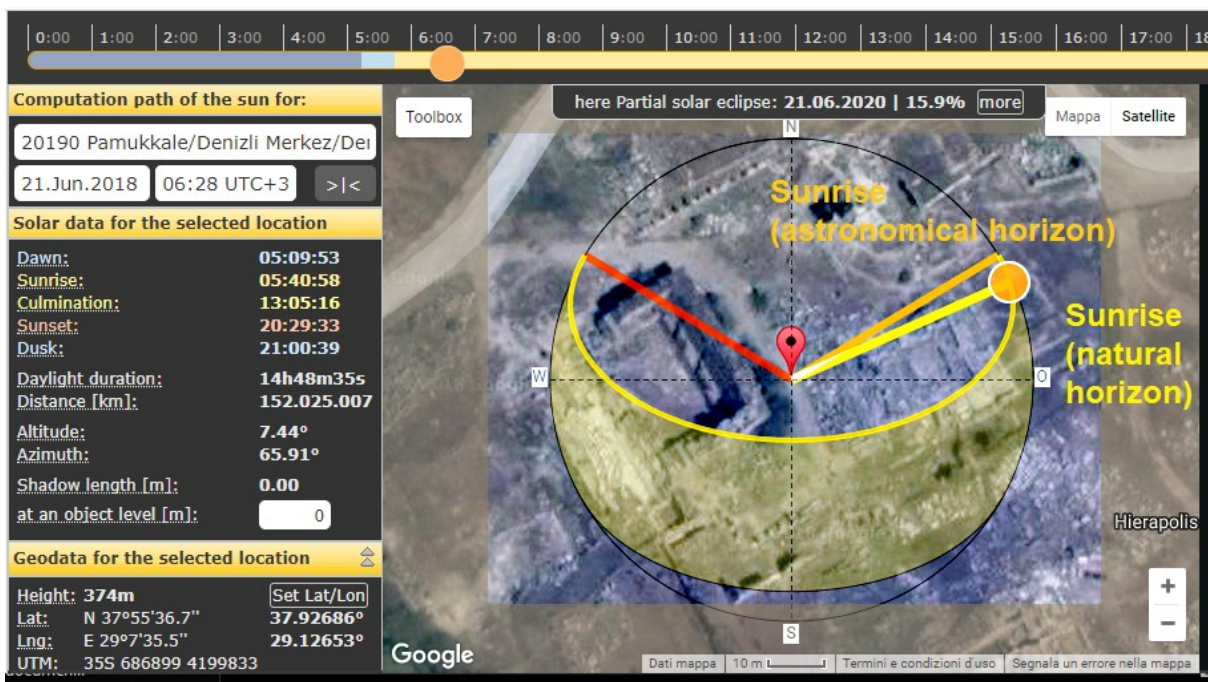 0:00 1:00 2:00 3:00 4:00 5:00 6:00 7:00 8:00 9:00 10:00 11:00 12:00 13:00 14:00 15:00 16:00 17:00 18
Computation path of the sun for:
20190 Pamukkale/Denizli Merkez/Der
21.Jun.2018 06:28 UTC+3 >|<
Solar data for the selected location
Dawn: 05:09:53
Sunrise: 05:40:58
Culmination: 13:05:16
Sunset: 20:29:33
Dusk: 21:00:39
Daylight duration: 14h48m35s
Distance [km]: 152.025.007
Altitude: 7.44°
Azimuth: 65.91°
Shadow length [m]: 0.00
at an object level [m]: 0
Geodata for the selected location
Height: 374m Set Lat/Lon
Lat: N 37°55'36.7'' 37.92686°
Lng: E 29°7'35.5'' 29.12653°
UTM: 35S 686899 4199833
Toolbox
here Partial solar eclipse: 21.06.2020 | 15.9% more
Mappa Satellite
N
Sunrise
(astronomical horizon)
Sunrise
(natural
horizon)
W
O
S
Hierapolis
+
−
Google
Dati mappa 10 m Termini e condizioni d'uso Segnala un errore nella mappa